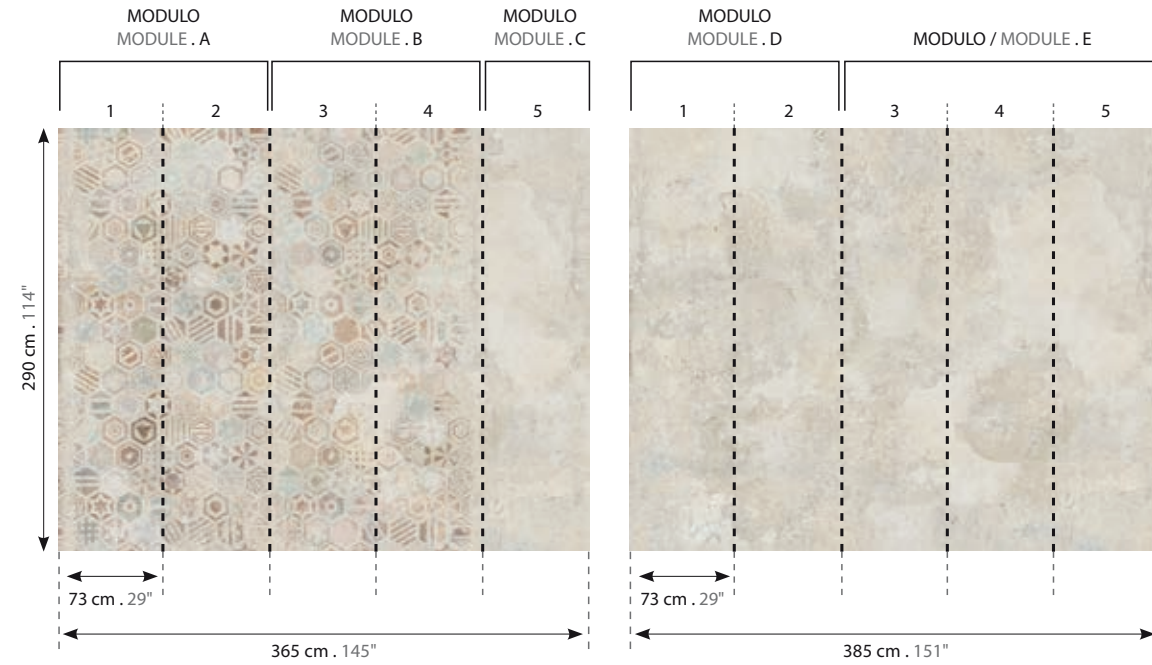 MODULO
MODULE . A
MODULO
MODULE . B
MODULO
MODULE . C
MODULO
MODULE . D
MODULO / MODULE . E
1
2
3
4
5
1
2
3
4
5
290 cm . 114"
73 cm . 29"
365 cm . 145"
73 cm . 29"
385 cm . 151"